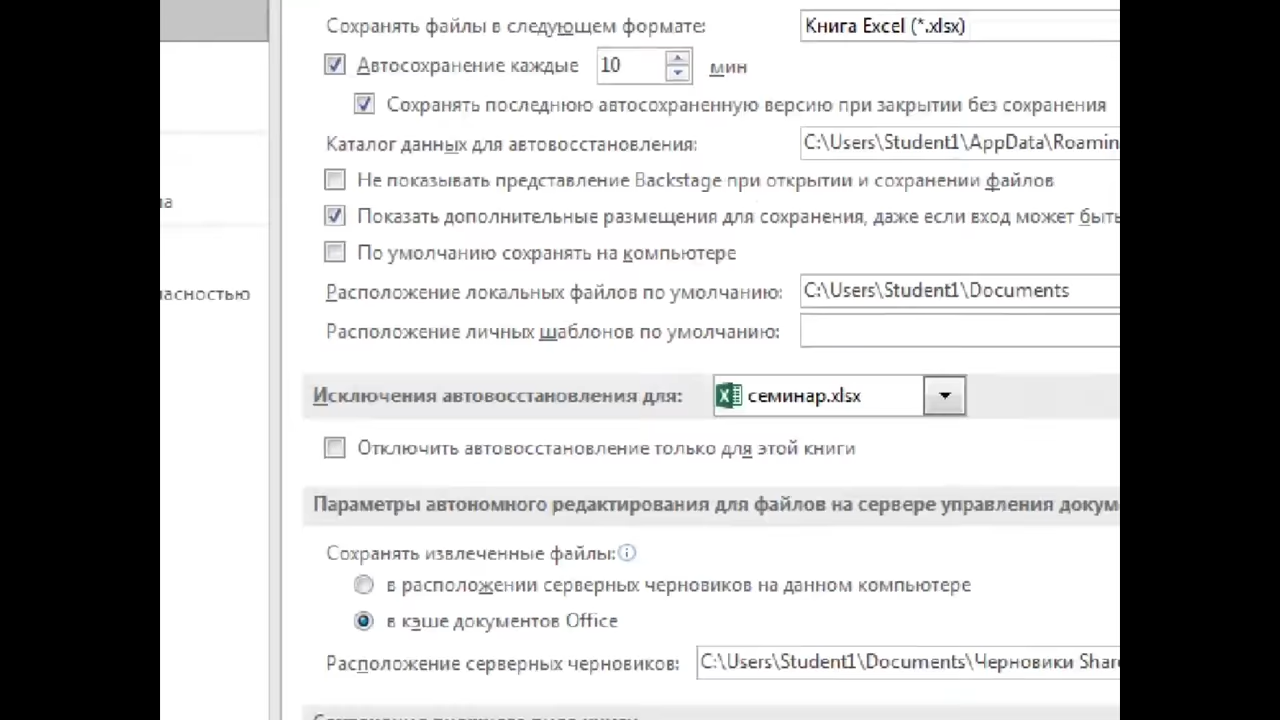 Сохранять файлы в следующем формате: Книга Excel (*.xlsx)
Автосохранение каждые 10 мин
Сохранять последнюю автосохраненную версию при закрытии без сохранения
Каталог данных для автовосстановления: C:\Users\Student1\AppData\Roamin
Не показывать представление Backstage при открытии и сохранении файлов
на
Показать дополнительные размещения для сохранения, даже если вход может быть
По умолчанию сохранять на компьютере
асностью
Расположение локальных файлов по умолчанию: C:\Users\Student1\Documents
Расположение личных шаблонов по умолчанию:
Исключения автовосстановления для: семинар.xlsx
Отключить автовосстановление только для этой книги
Параметры автономного редактирования для файлов на сервере управления докум
Сохранять извлеченные файлы:
в расположении серверных черновиков на данном компьютере
в кэше документов Office
Расположение серверных черновиков: C:\Users\Student1\Documents\Черновики Share